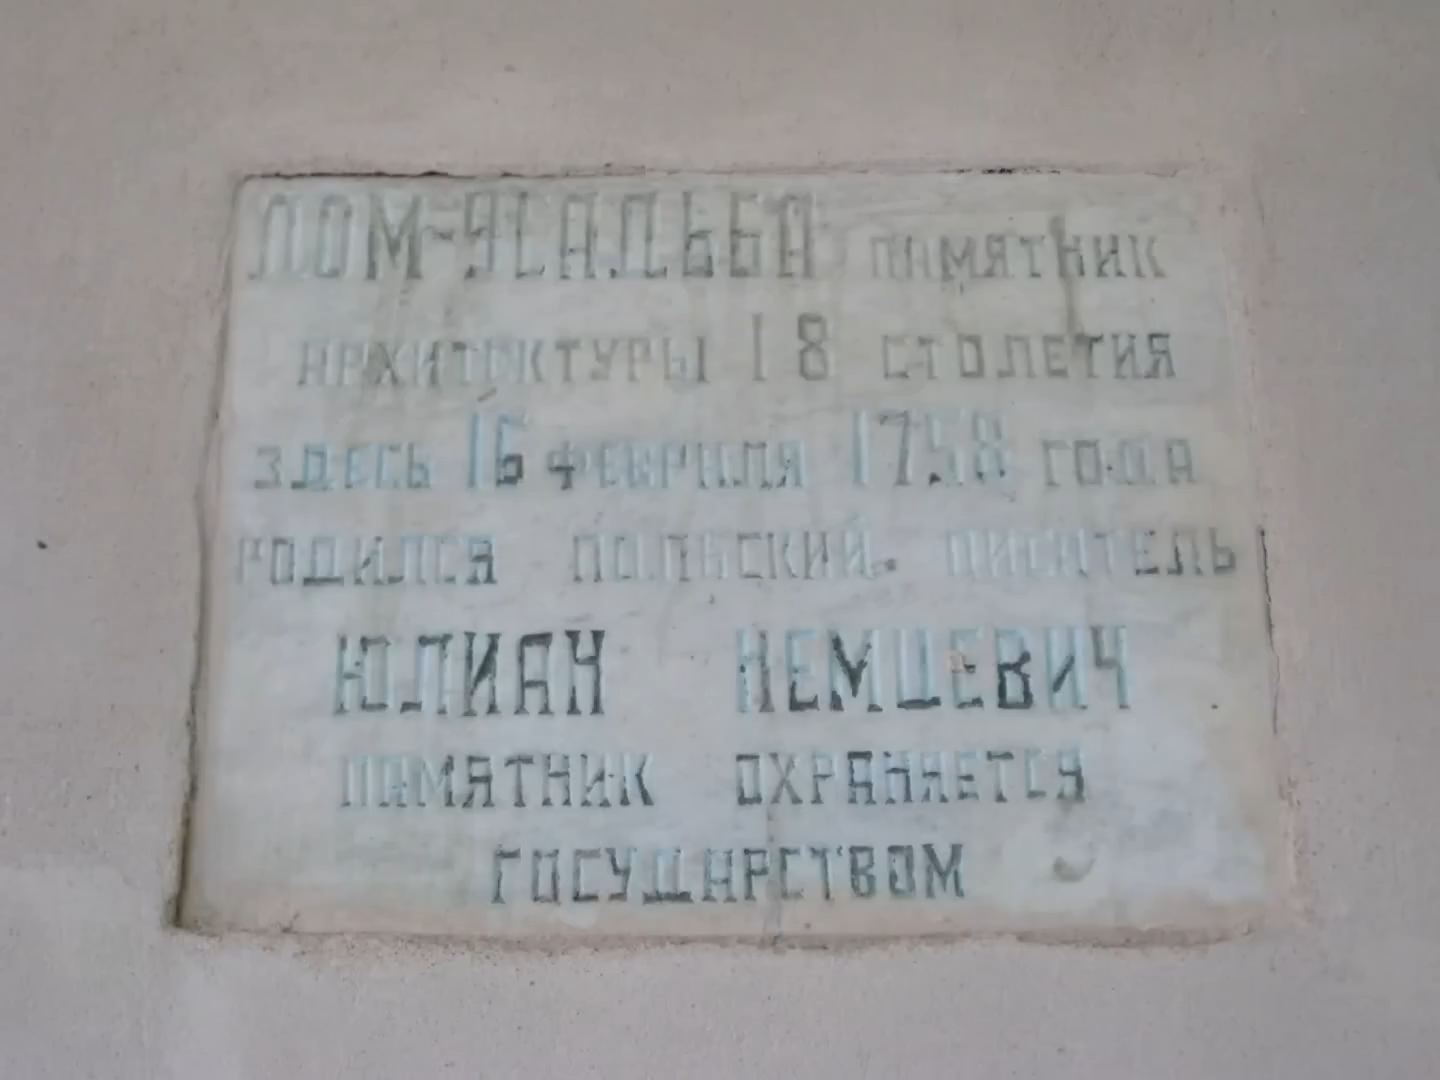 ДОМ-УСАДЬБА ПАМЯТНИК
АРХИТЕКТУРЫ 18 СТОЛЕТИЯ
ЗДЕСЬ 16 ФЕВРАЛЯ 1758 ГОДА
РОДИЛСЯ ПОЛЬСКИЙ ПИСАТЕЛЬ
ЮЛИАН НЕМЦЕВИЧ
ПАМЯТНИК ОХРАНЯЕТСЯ
ГОСУДАРСТВОМ